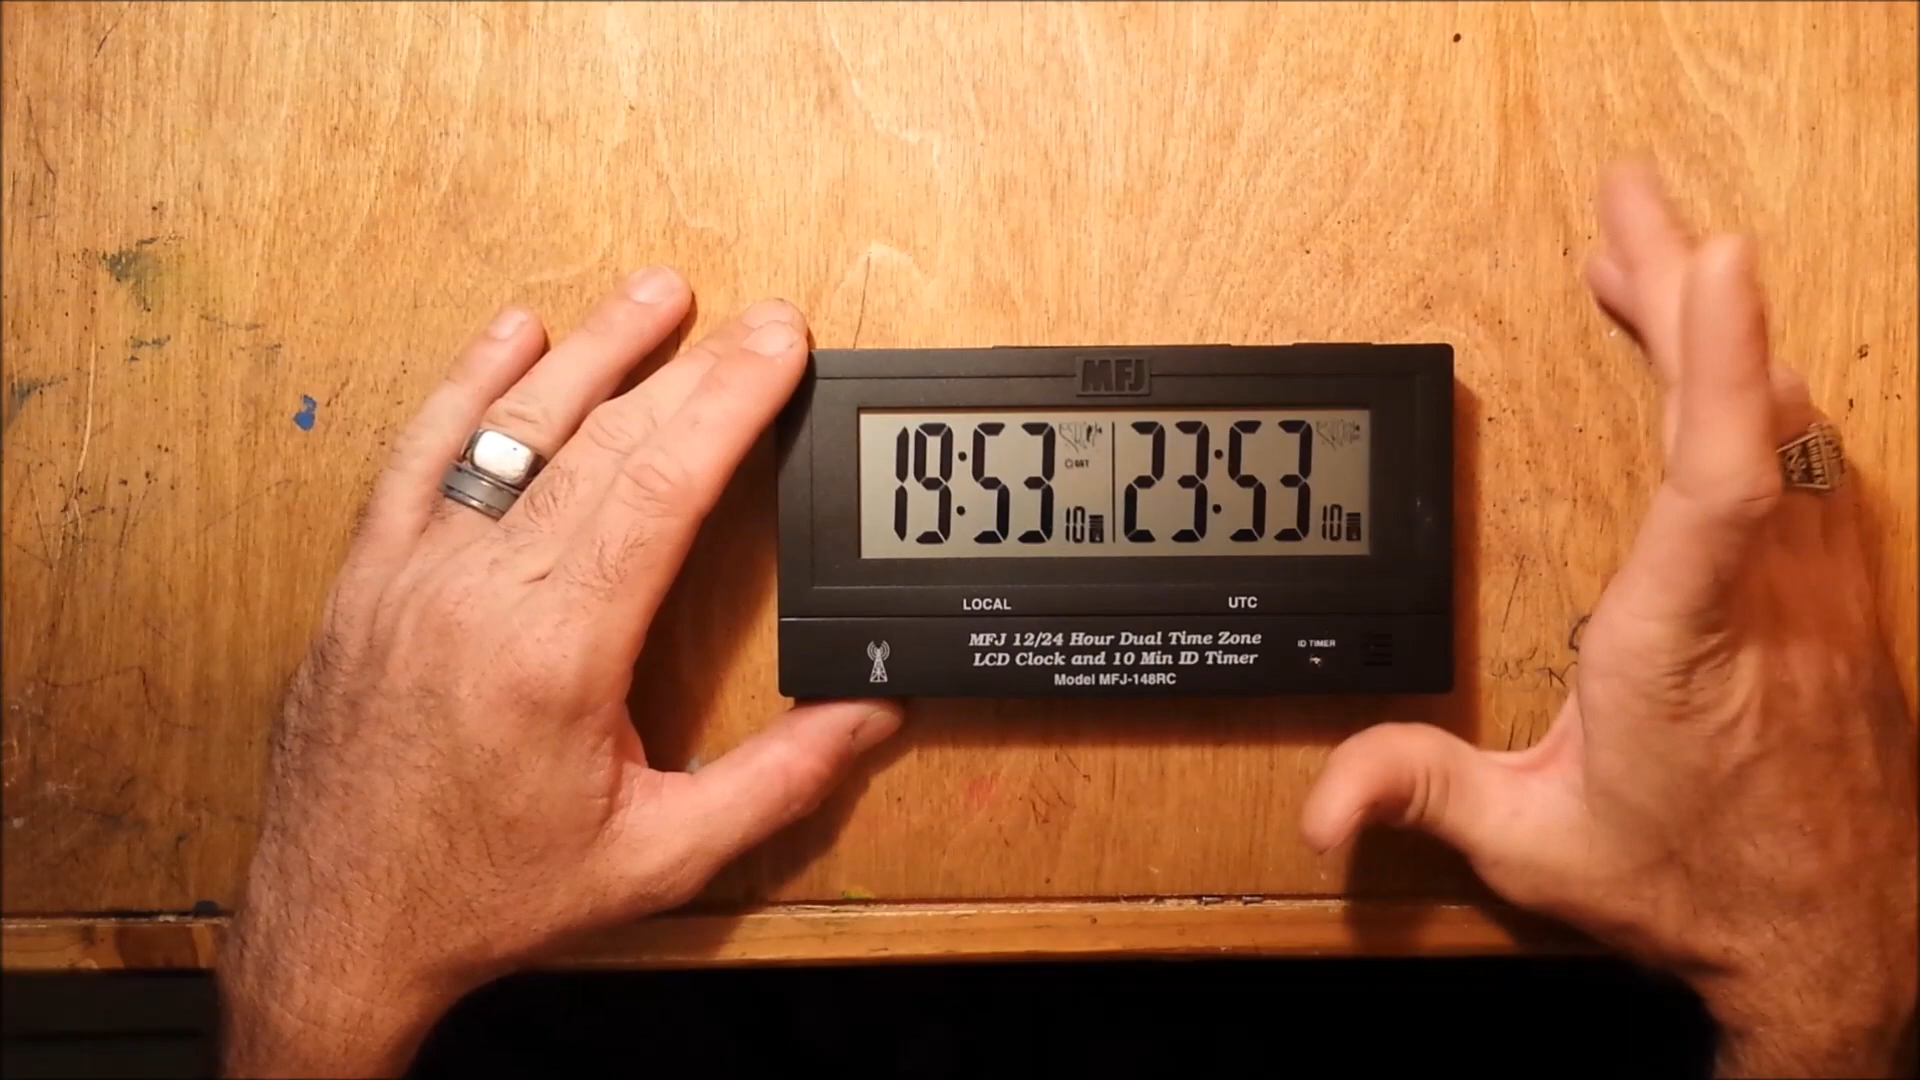 MFJ
19:53 10 23:53 10
LOCAL UTC
MFJ 12/24 Hour Dual Time Zone
LCD Clock and 10 Min ID Timer
Model MFJ-148RC
ID TIMER